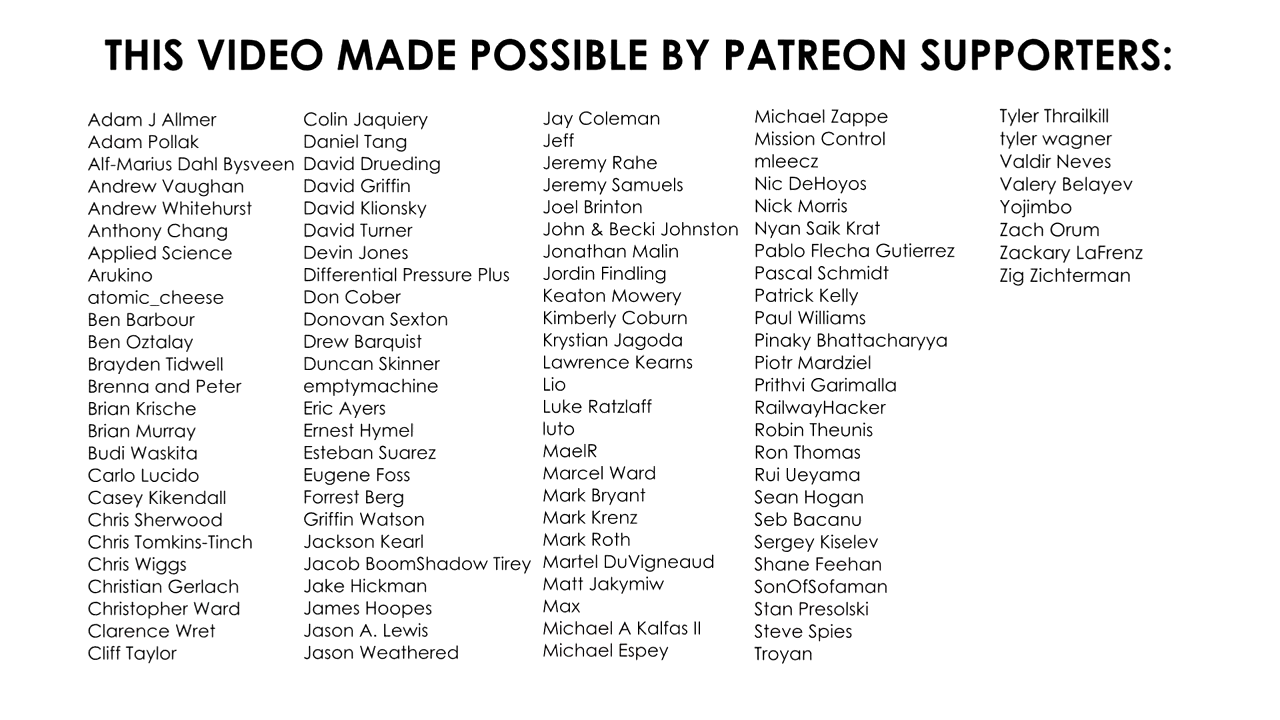 THIS VIDEO MADE POSSIBLE BY PATREON SUPPORTERS:
Adam J Allmer
Adam Pollak
Alf-Marius Dahl Bysveen
Andrew Vaughan
Andrew Whitehurst
Anthony Chang
Applied Science
Arukino
atomic_cheese
Ben Barbour
Ben Oztalay
Brayden Tidwell
Brenna and Peter
Brian Krische
Brian Murray
Budi Waskita
Carlo Lucido
Casey Kikendall
Chris Sherwood
Chris Tomkins-Tinch
Chris Wiggs
Christian Gerlach
Christopher Ward
Clarence Wret
Cliff Taylor
Colin Jaquiery
Daniel Tang
David Drueding
David Griffin
David Klionsky
David Turner
Devin Jones
Differential Pressure Plus
Don Cober
Donovan Sexton
Drew Barquist
Duncan Skinner
emptymachine
Eric Ayers
Ernest Hymel
Esteban Suarez
Eugene Foss
Forrest Berg
Griffin Watson
Jackson Kearl
Jacob BoomShadow Tirey
Jake Hickman
James Hoopes
Jason A. Lewis
Jason Weathered
Jay Coleman
Jeff
Jeremy Rahe
Jeremy Samuels
Joel Brinton
John & Becki Johnston
Jonathan Malin
Jordin Findling
Keaton Mowery
Kimberly Coburn
Krystian Jagoda
Lawrence Kearns
Lio
Luke Ratzlaff
luto
MaelR
Marcel Ward
Mark Bryant
Mark Krenz
Mark Roth
Martel DuVigneaud
Matt Jakymiw
Max
Michael A Kalfas II
Michael Espey
Michael Zappe
Mission Control
mleecz
Nic DeHoyos
Nick Morris
Nyan Saik Krat
Pablo Flecha Gutierrez
Pascal Schmidt
Patrick Kelly
Paul Williams
Pinaky Bhattacharyya
Piotr Mardziel
Prithvi Garimalla
RailwayHacker
Robin Theunis
Ron Thomas
Rui Ueyama
Sean Hogan
Seb Bacanu
Sergey Kiselev
Shane Feehan
SonOfSofaman
Stan Presolski
Steve Spies
Troyan
Tyler Thrailkill
tyler wagner
Valdir Neves
Valery Belayev
Yojimbo
Zach Orum
Zackary LaFrenz
Zig Zichterman